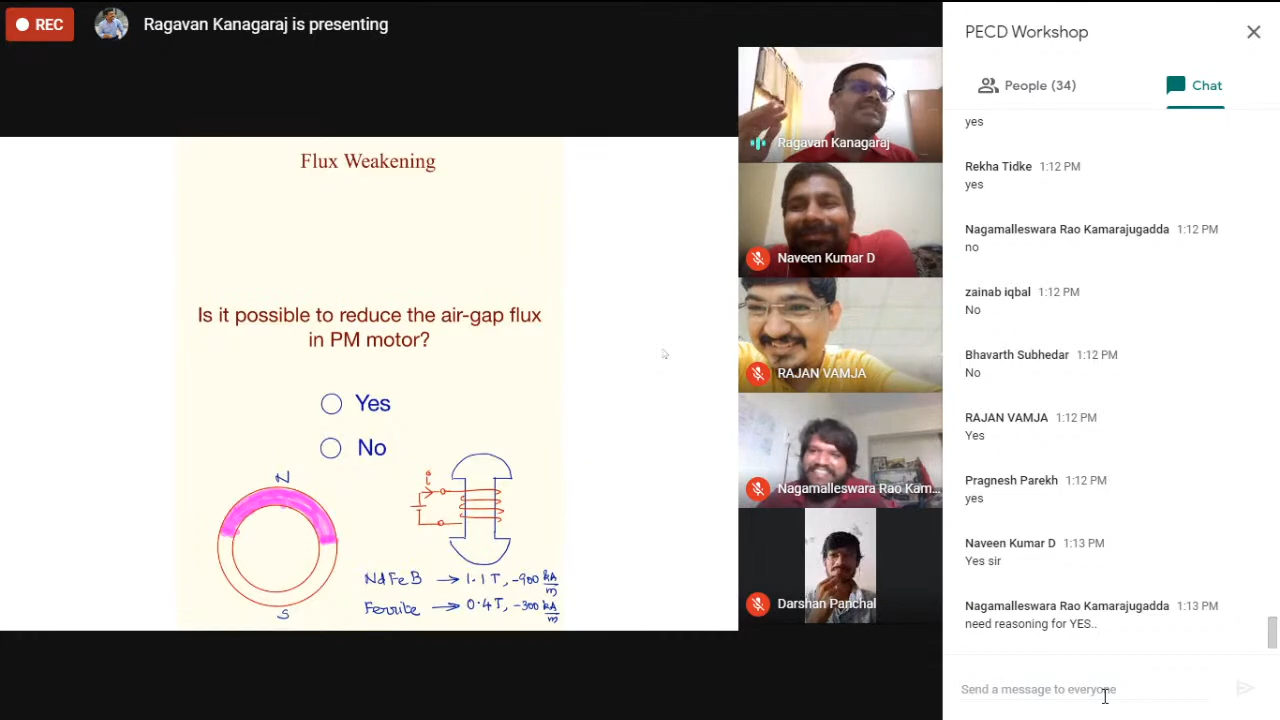 REC
Ragavan Kanagaraj is presenting
Flux Weakening
Is it possible to reduce the air-gap flux
in PM motor?
Yes
No
N
i
S
NdFeB → 1.1T, -900 kA/m
Ferribe → 0.4T, -300 kA/m
Ragavan Kanagaraj
Naveen Kumar D
RAJAN VAMJA
Nagamalleswara Rao Kam...
Darshan Panchal
PECD Workshop
People (34)
Chat
yes
Rekha Tidke 1:12 PM
yes
Nagamalleswara Rao Kamarajugadda 1:12 PM
no
zainab iqbal 1:12 PM
No
Bhavarth Subhedar 1:12 PM
No
RAJAN VAMJA 1:12 PM
Yes
Pragnesh Parekh 1:12 PM
yes
Naveen Kumar D 1:13 PM
Yes sir
Nagamalleswara Rao Kamarajugadda 1:13 PM
need reasoning for YES..
Send a message to everyone